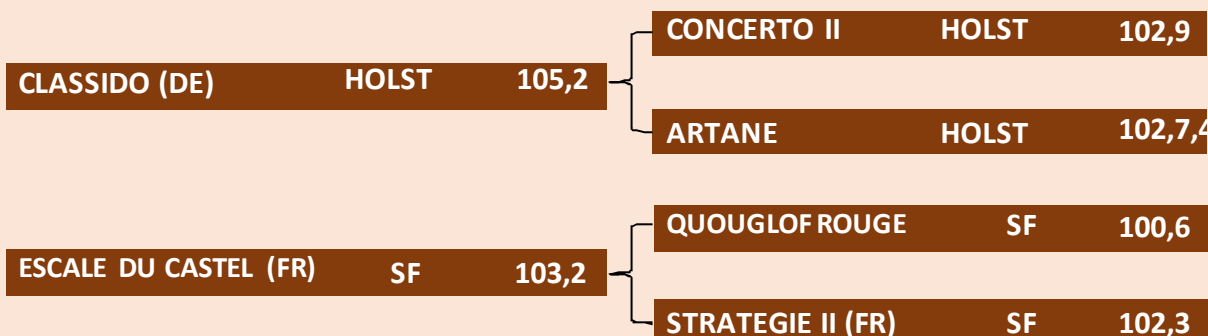 CONCERTO II HOLST 102,9
CLASSIDO (DE) HOLST 105,2
ARTANE HOLST 102,7,4
QUOUGLOF ROUGE SF 100,6
ESCALE DU CASTEL (FR) SF 103,2
STRATEGIE II (FR) SF 102,3